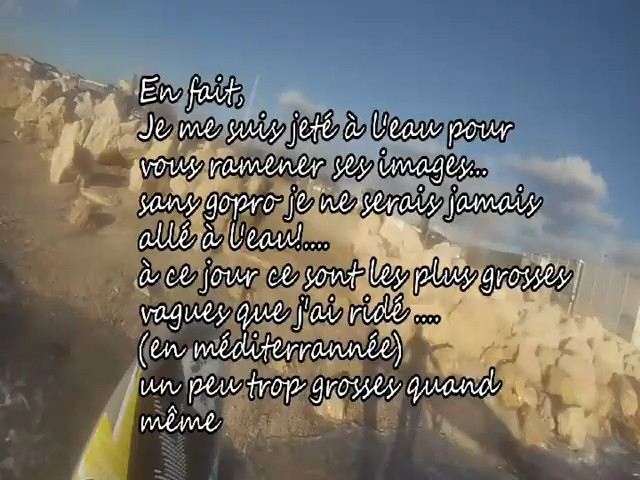 En fait,
Je me suis jeté à l'eau pour
vous ramener ses images...
sans gopro je ne serais jamais
allé à l'eau!....
à ce jour ce sont les plus grosses
vagues que j'ai ridé ....
(en méditerrannée)
un peu trop grosses quand
même